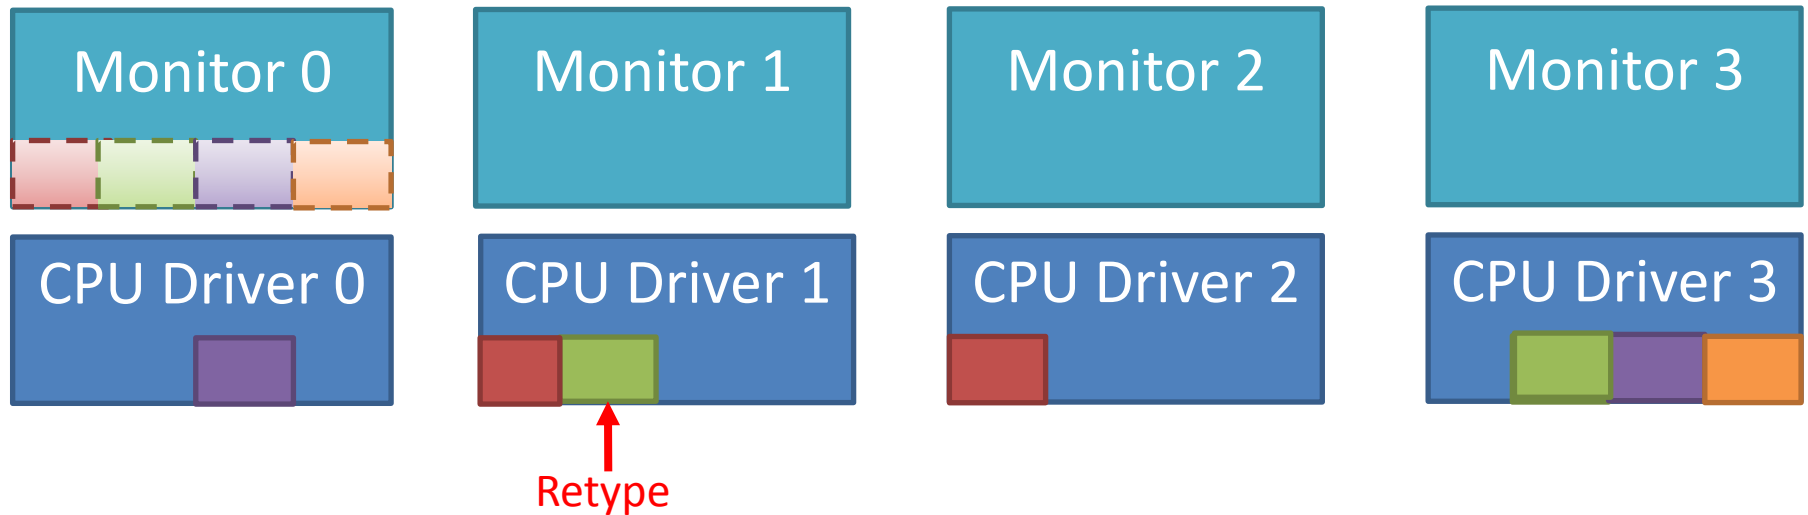 Monitor 0
Monitor 1
Monitor 2
Monitor 3
CPU Driver 0
CPU Driver 1
CPU Driver 2
CPU Driver 3
Retype